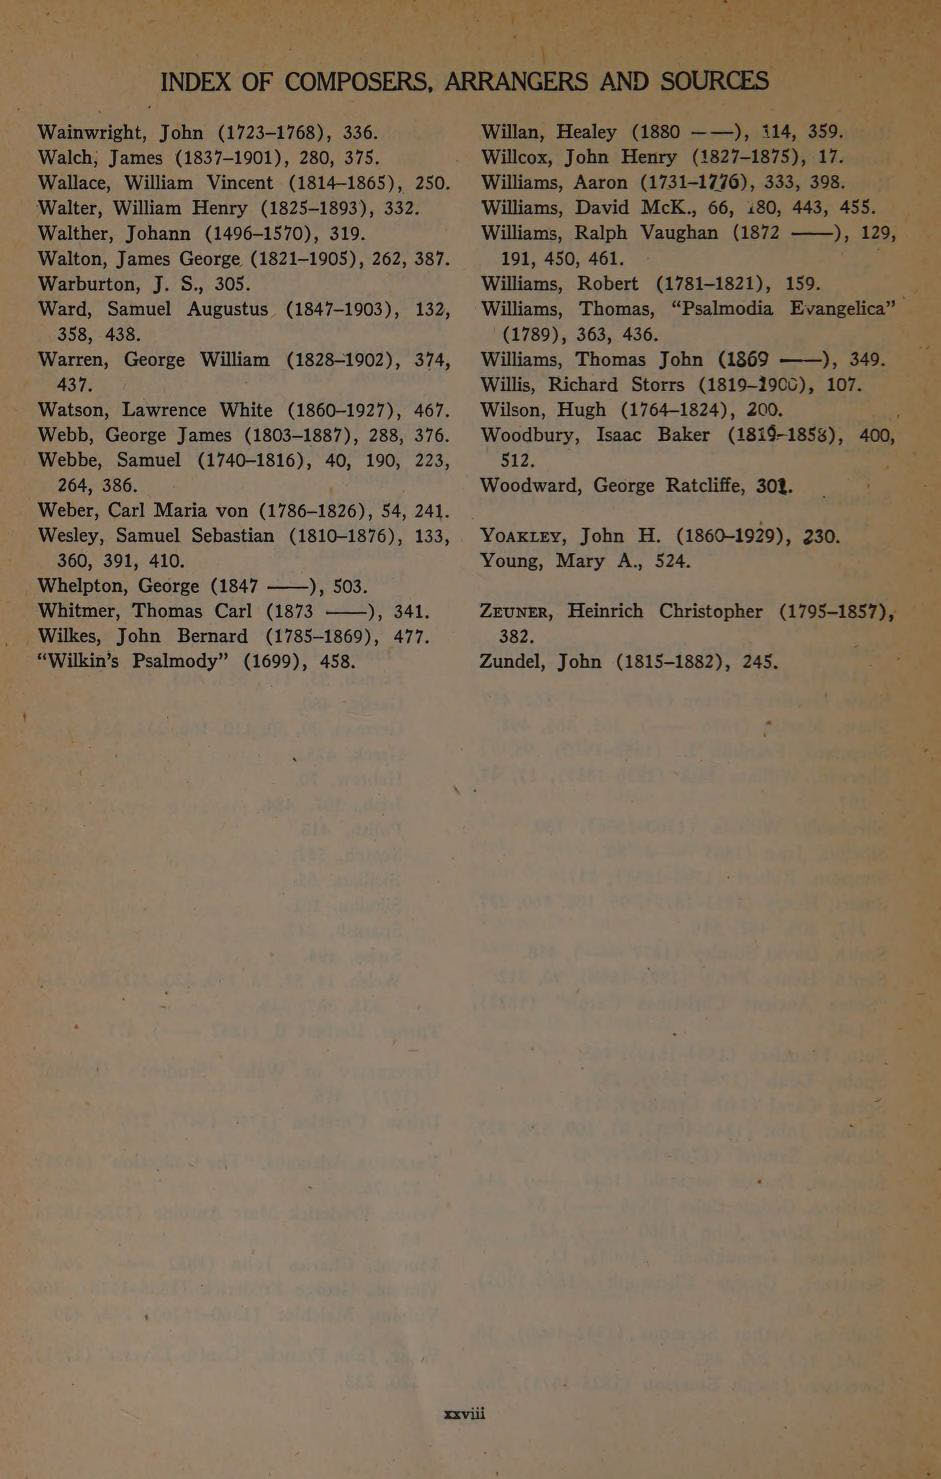 INDEX OF COMPOSERS, ARRANGERS AND SOURCES
Wainwright, John (1723–1768), 336.
Walch, James (1837–1901), 280, 375.
Wallace, William Vincent (1814–1865), 250.
Walter, William Henry (1825–1893), 332.
Walther, Johann (1496–1570), 319.
Walton, James George (1821–1905), 262, 387.
Warburton, J. S., 305.
Ward, Samuel Augustus (1847–1903), 132,
358, 438.
Warren, George William (1828–1902), 374,
437.
Watson, Lawrence White (1860–1927), 467.
Webb, George James (1803–1887), 288, 376.
Webbe, Samuel (1740–1816), 40, 190, 223,
264, 386.
Weber, Carl Maria von (1786–1826), 54, 241.
Wesley, Samuel Sebastian (1810–1876), 133,
360, 391, 410.
Whelpton, George (1847 ——), 503.
Whitmer, Thomas Carl (1873 ——), 341.
Wilkes, John Bernard (1785–1869), 477.
“Wilkin’s Psalmody” (1699), 458.
Willan, Healey (1880 ——), 114, 359.
Willcox, John Henry (1827–1875), 17.
Williams, Aaron (1731–1776), 333, 398.
Williams, David McK., 66, 180, 443, 455.
Williams, Ralph Vaughan (1872 ——), 129,
191, 450, 461.
Williams, Robert (1781–1821), 159.
Williams, Thomas, “Psalmodia Evangelica”
(1789), 363, 436.
Williams, Thomas John (1869 ——), 349.
Willis, Richard Storrs (1819–1900), 107.
Wilson, Hugh (1764–1824), 200.
Woodbury, Isaac Baker (1819–1858), 400,
512.
Woodward, George Ratcliffe, 301.
YOAKLEY, John H. (1860–1929), 230.
Young, Mary A., 524.
ZEUNER, Heinrich Christopher (1795–1857),
382.
Zundel, John (1815–1882), 245.
xxviii